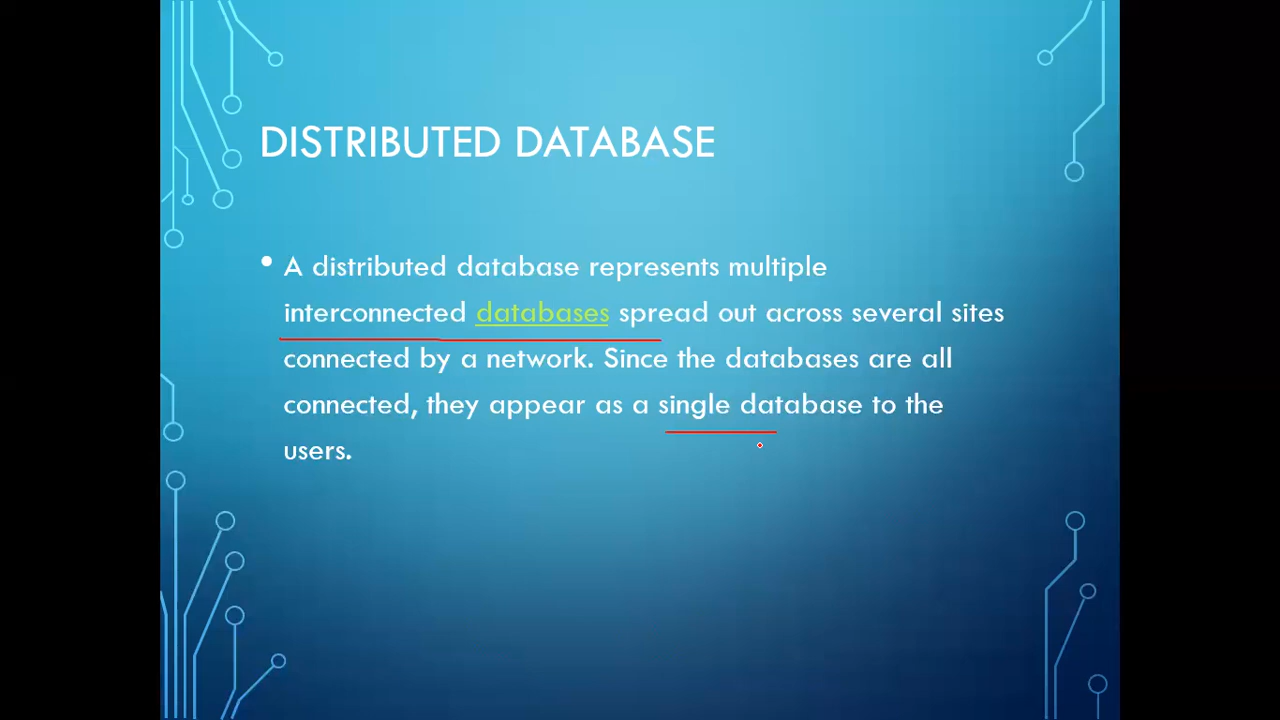 DISTRIBUTED DATABASE
• A distributed database represents multiple
interconnected databases spread out across several sites
connected by a network. Since the databases are all
connected, they appear as a single database to the
users.